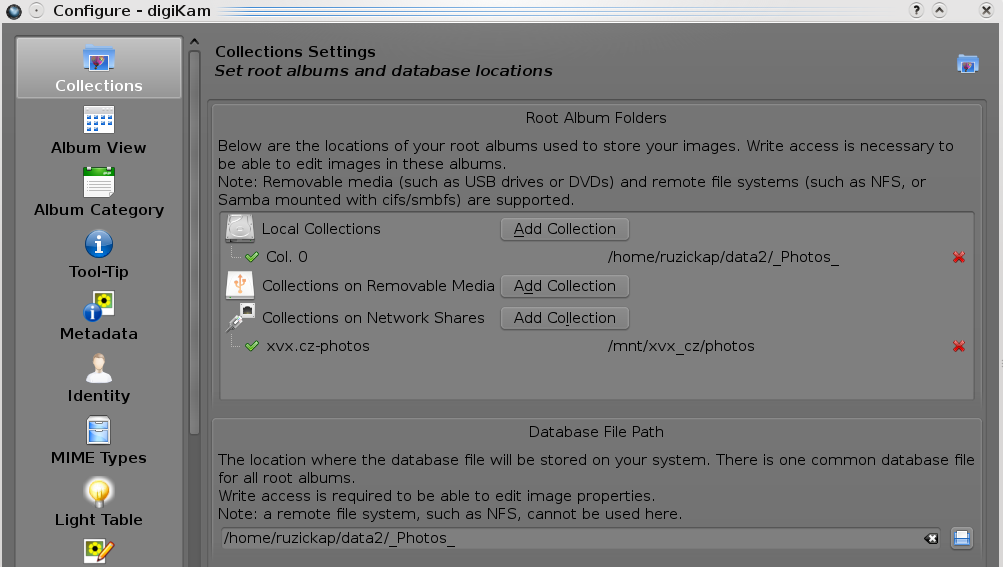 Configure - digiKam
Collections
Album View
Album Category
Tool-Tip
Metadata
Identity
MIME Types
Light Table
Collections Settings
Set root albums and database locations
Root Album Folders
Below are the locations of your root albums used to store your images. Write access is necessary to
be able to edit images in these albums.
Note: Removable media (such as USB drives or DVDs) and remote file systems (such as NFS, or
Samba mounted with cifs/smbfs) are supported.
Local Collections Add Collection
Col. 0 /home/ruzickap/data2/_Photos_
Collections on Removable Media Add Collection
Collections on Network Shares Add Collection
xvx.cz-photos /mnt/xvx_cz/photos
Database File Path
The location where the database file will be stored on your system. There is one common database file
for all root albums.
Write access is required to be able to edit image properties.
Note: a remote file system, such as NFS, cannot be used here.
/home/ruzickap/data2/_Photos_